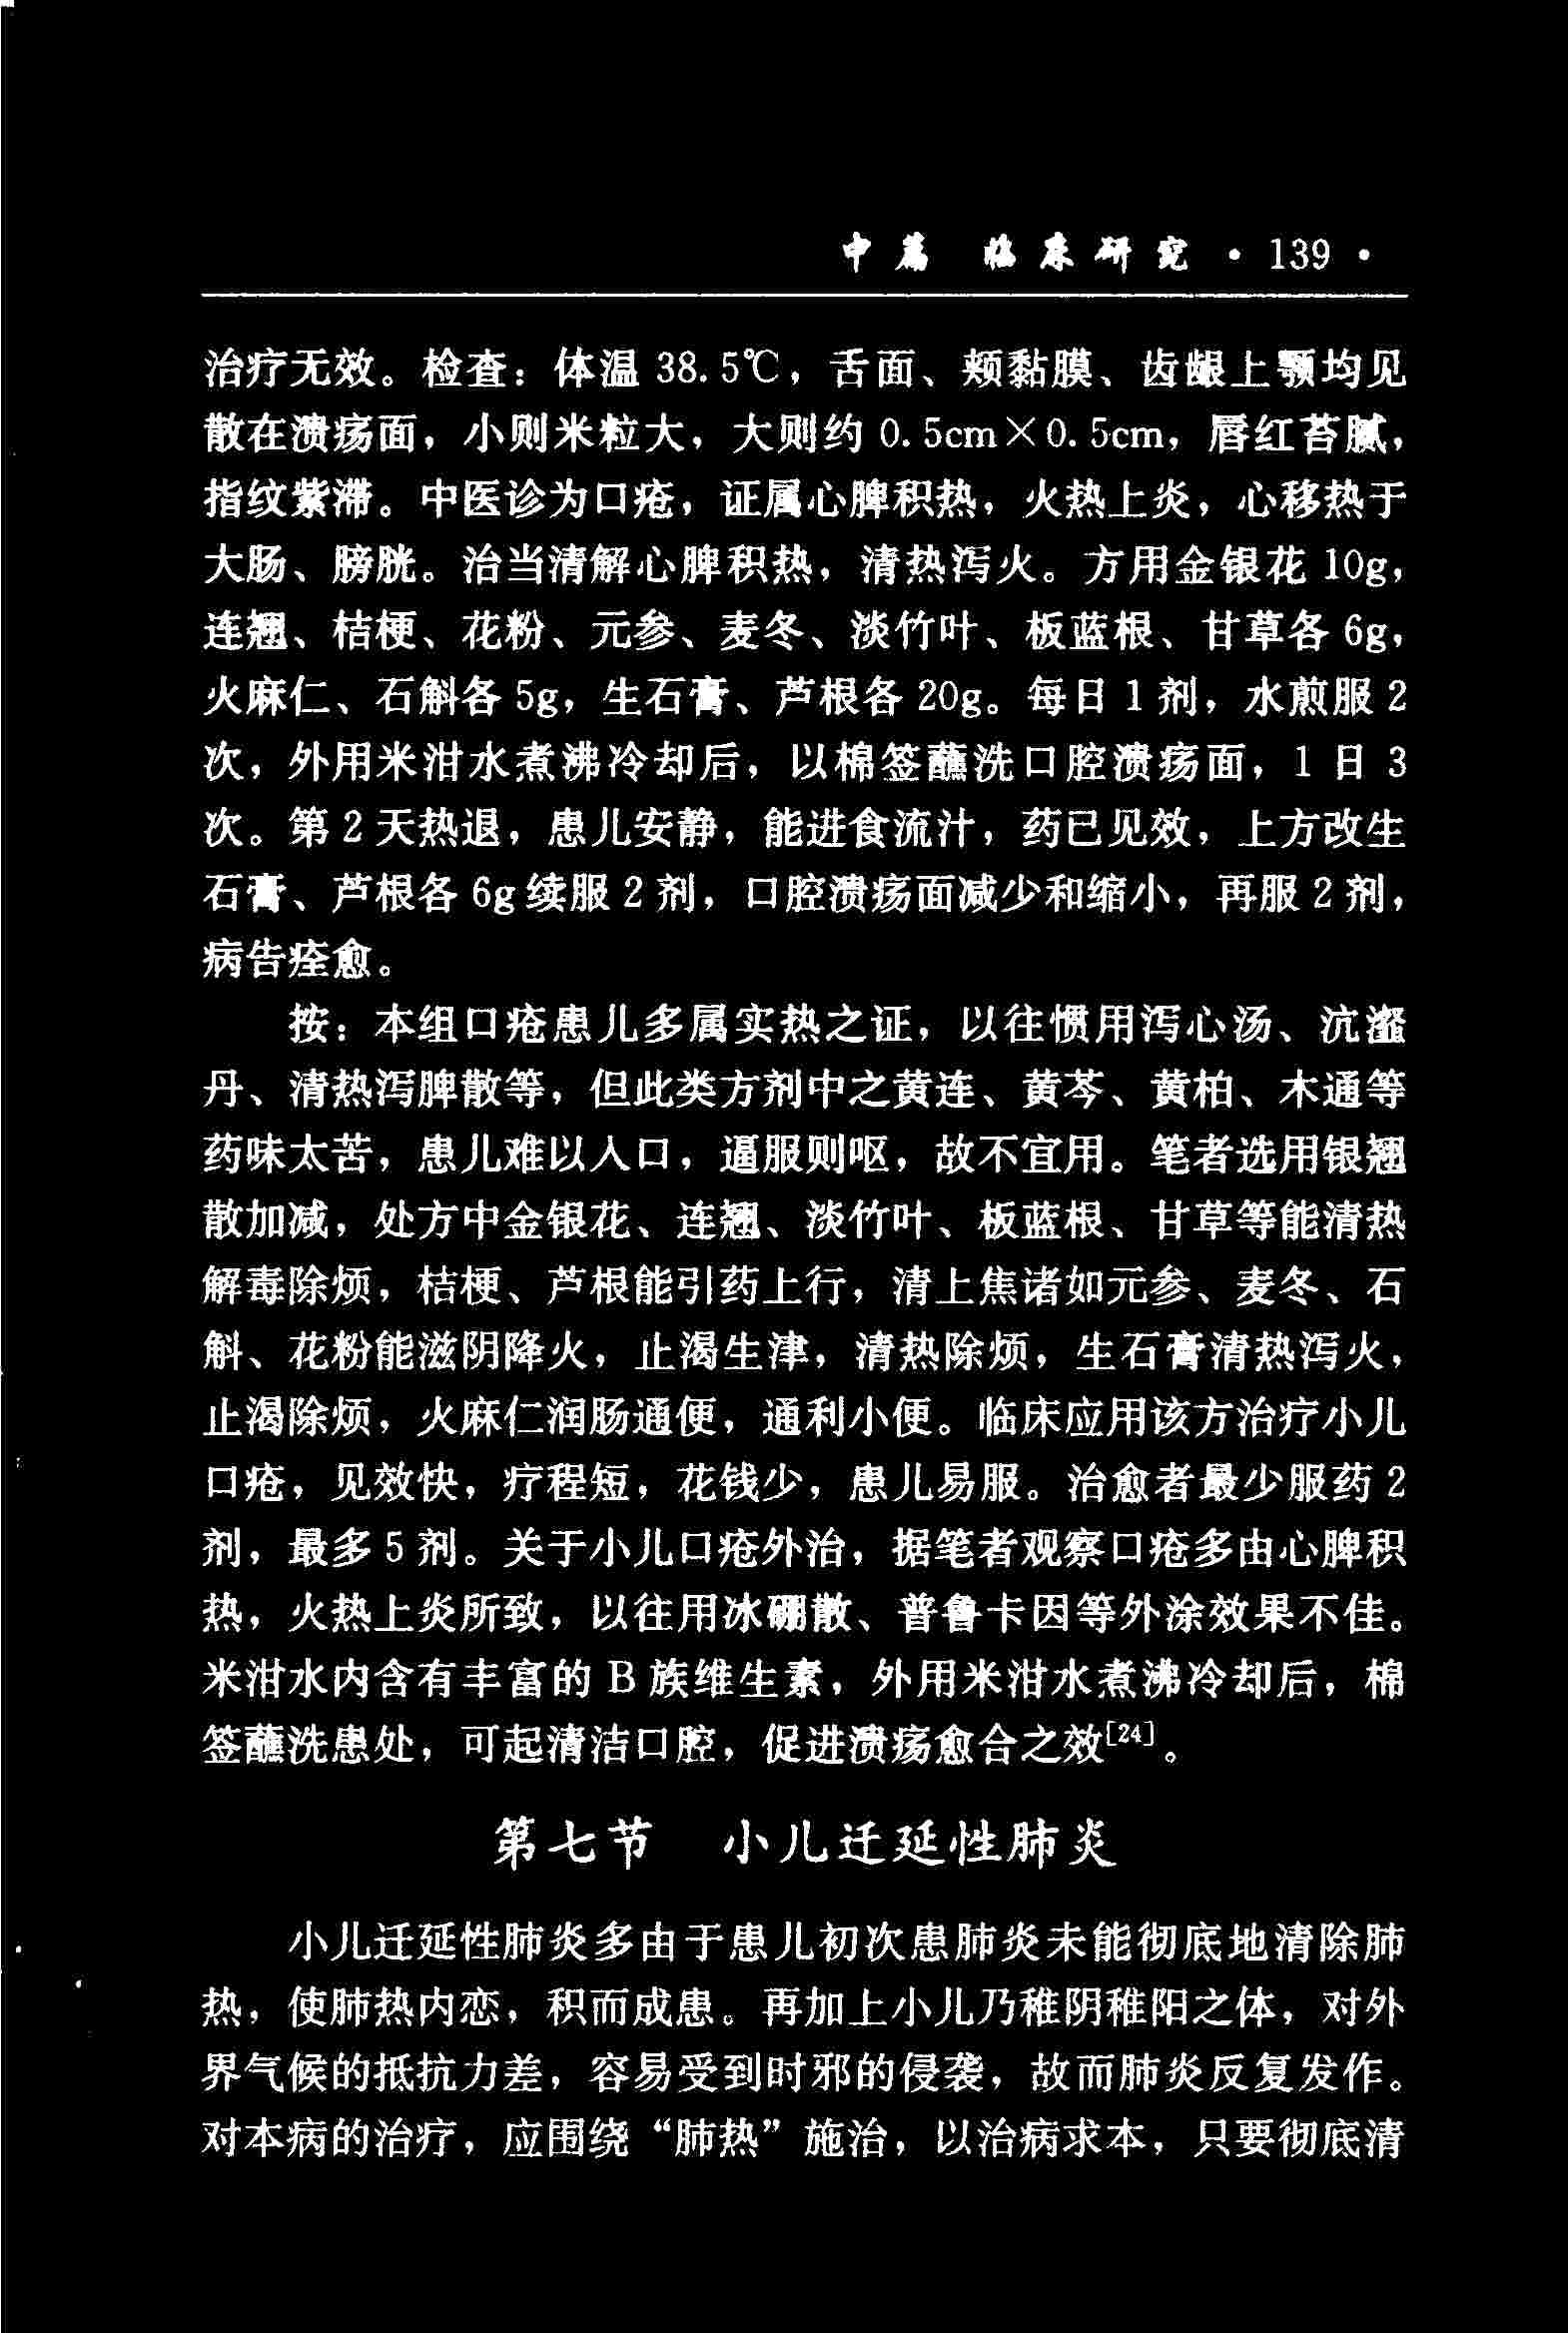 中篇 临床研究 · 139 ·
治疗无效。检查：体温 38.5℃，舌面、颊黏膜、齿龈上颚均见
散在溃疡面，小则米粒大，大则约 0.5cm×0.5cm，唇红苔腻，
指纹紫滞。中医诊为口疮，证属心脾积热，火热上炎，心移热于
大肠、膀胱。治当清解心脾积热，清热泻火。方用金银花 10g，
连翘、桔梗、花粉、元参、麦冬、淡竹叶、板蓝根、甘草各 6g，
火麻仁、石斛各 5g，生石膏、芦根各 20g。每日 1 剂，水煎服 2
次，外用米泔水煮沸冷却后，以棉签蘸洗口腔溃疡面，1 日 3
次。第 2 天热退，患儿安静，能进食流汁，药已见效，上方改生
石膏、芦根各 6g 续服 2 剂，口腔溃疡面减少和缩小，再服 2 剂，
病告痊愈。
按：本组口疮患儿多属实热之证，以往惯用泻心汤、沆瀣
丹、清热泻脾散等，但此类方剂中之黄连、黄芩、黄柏、木通等
药味太苦，患儿难以入口，逼服则呕，故不宜用。笔者选用银翘
散加减，处方中金银花、连翘、淡竹叶、板蓝根、甘草等能清热
解毒除烦，桔梗、芦根能引药上行，清上焦诸如元参、麦冬、石
斛、花粉能滋阴降火，止渴生津，清热除烦，生石膏清热泻火，
止渴除烦，火麻仁润肠通便，通利小便。临床应用该方治疗小儿
口疮，见效快，疗程短，花钱少，患儿易服。治愈者最少服药 2
剂，最多 5 剂。关于小儿口疮外治，据笔者观察口疮多由心脾积
热，火热上炎所致，以往用冰硼散、普鲁卡因等外涂效果不佳。
米泔水内含有丰富的 B 族维生素，外用米泔水煮沸冷却后，棉
签蘸洗患处，可起清洁口腔，促进溃疡愈合之效[24]。
第七节 小儿迁延性肺炎
小儿迁延性肺炎多由于患儿初次患肺炎未能彻底地清除肺
热，使肺热内恋，积而成患。再加上小儿乃稚阴稚阳之体，对外
界气候的抵抗力差，容易受到时邪的侵袭，故而肺炎反复发作。
对本病的治疗，应围绕“肺热”施治，以治病求本，只要彻底清